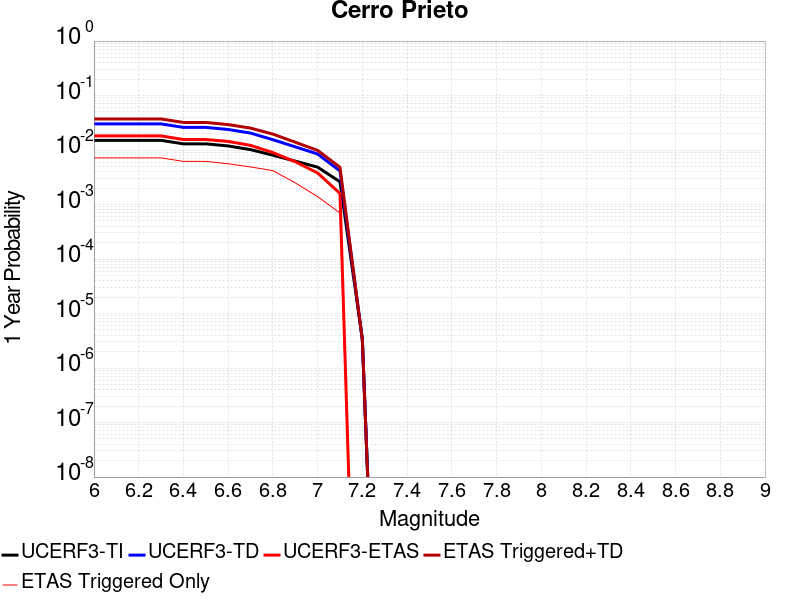 Cerro Prieto
10^0
10^-1
10^-2
10^-3
10^-4
10^-5
10^-6
10^-7
10^-8
1 Year Probability
6 6.2 6.4 6.6 6.8 7 7.2 7.4 7.6 7.8 8 8.2 8.4 8.6 8.8 9
Magnitude
UCERF3-TI UCERF3-TD UCERF3-ETAS ETAS Triggered+TD
ETAS Triggered Only